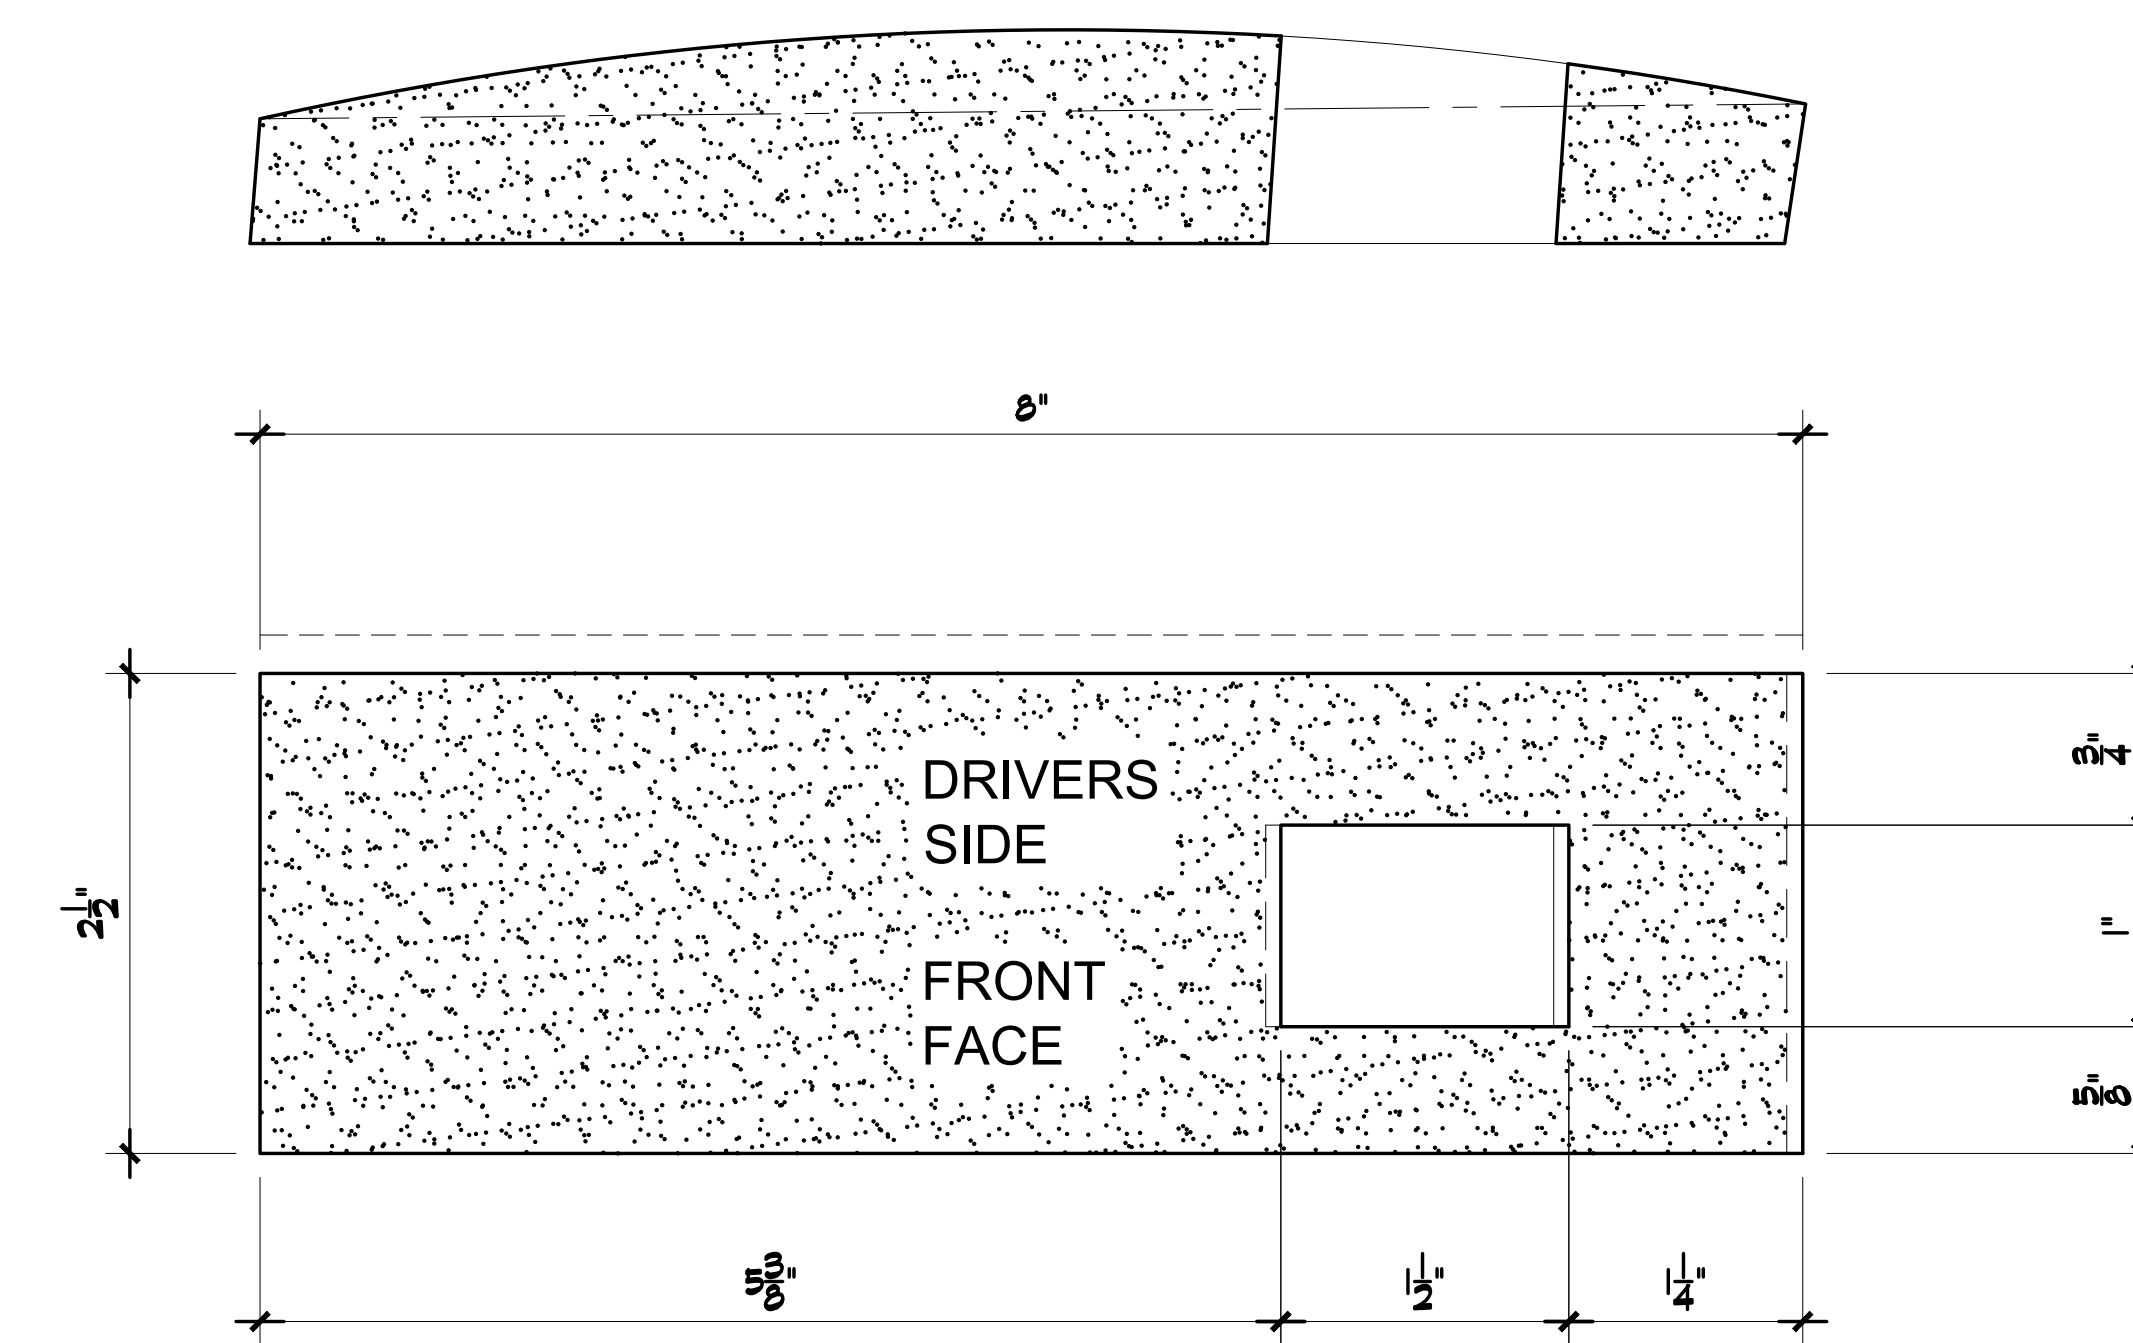 8"
2 1/2"
3/4"
DRIVERS
SIDE
1"
FRONT
FACE
5/8"
5 3/8"
1 1/2"
1 1/4"